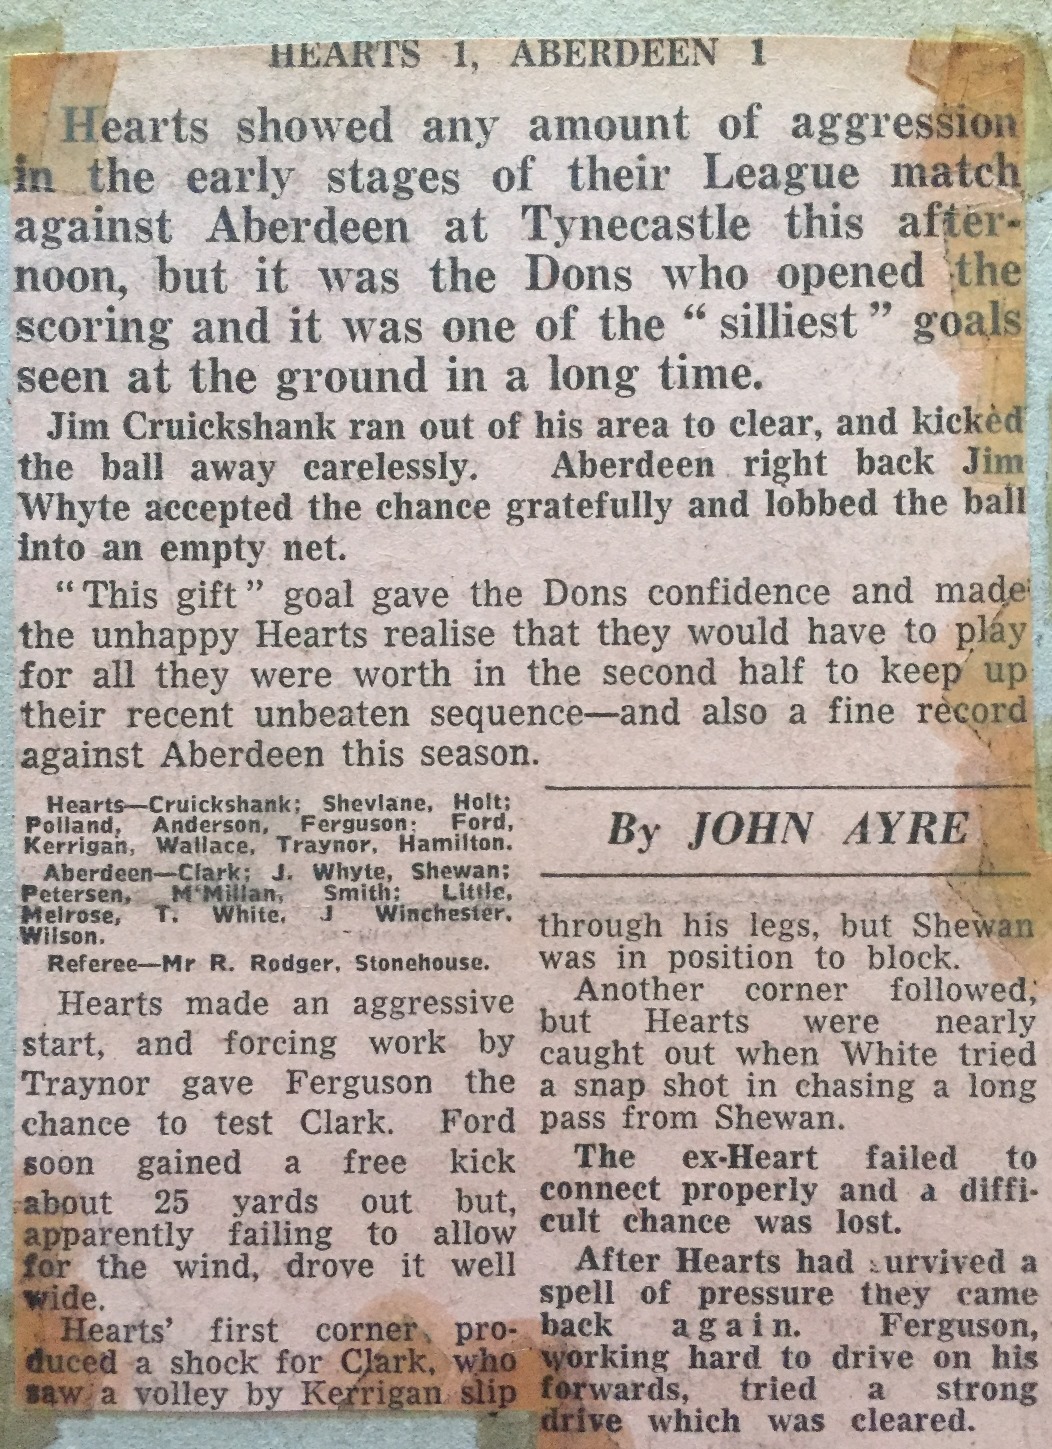 HEARTS 1, ABERDEEN 1
Hearts showed any amount of aggression
in the early stages of their League match
against Aberdeen at Tynecastle this after-
noon, but it was the Dons who opened the
scoring and it was one of the “ silliest ” goals
seen at the ground in a long time.
Jim Cruickshank ran out of his area to clear, and kicked
the ball away carelessly. Aberdeen right back Jim
Whyte accepted the chance gratefully and lobbed the ball
into an empty net.
“This gift” goal gave the Dons confidence and made
the unhappy Hearts realise that they would have to play
for all they were worth in the second half to keep up
their recent unbeaten sequence—and also a fine record
against Aberdeen this season.
Hearts—Cruickshank; Shevlane, Holt;
Polland, Anderson, Ferguson; Ford,
Kerrigan, Wallace, Traynor, Hamilton.
Aberdeen—Clark; J. Whyte, Shewan;
Petersen, M‘Millan, Smith; Little,
Melrose, T. White, J Winchester,
Wilson.
Referee—Mr R. Rodger, Stonehouse.
Hearts made an aggressive
start, and forcing work by
Traynor gave Ferguson the
chance to test Clark. Ford
soon gained a free kick
about 25 yards out but,
apparently failing to allow
for the wind, drove it well
wide.
Hearts’ first corner pro-
duced a shock for Clark, who
saw a volley by Kerrigan slip
By JOHN AYRE
through his legs, but Shewan
was in position to block.
Another corner followed,
but Hearts were nearly
caught out when White tried
a snap shot in chasing a long
pass from Shewan.
The ex-Heart failed to
connect properly and a diffi-
cult chance was lost.
After Hearts had survived a
spell of pressure they came
back again. Ferguson,
working hard to drive on his
forwards, tried a strong
drive which was cleared.